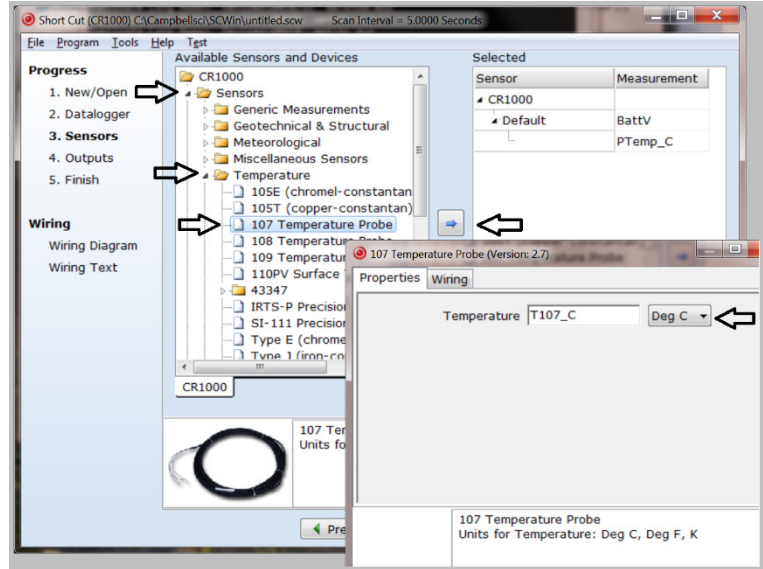 Short Cut (CR1000) C:\Campbellsci\SCWin\untitled.scw Scan Interval = 5.0000 Seconds
File Program Tools Help Test
Progress
1. New/Open
2. Datalogger
3. Sensors
4. Outputs
5. Finish
Wiring
Wiring Diagram
Wiring Text
Available Sensors and Devices
CR1000
Sensors
Generic Measurements
Geotechnical & Structural
Meteorological
Miscellaneous Sensors
Temperature
105E (chromel-constantan
105T (copper-constantan)
107 Temperature Probe
108 Temperature Probe
109 Temperatur
110PV Surface
43347
IRTS-P Precision
SI-111 Precision
Type E (chrome
Type J (iron-co
CR1000
Selected
Sensor Measurement
CR1000
Default BattV
PTemp_C
107 Ter
Units fo
Pre
107 Temperature Probe (Version: 2.7)
Properties Wiring
Temperature T107_C Deg C
107 Temperature Probe
Units for Temperature: Deg C, Deg F, K